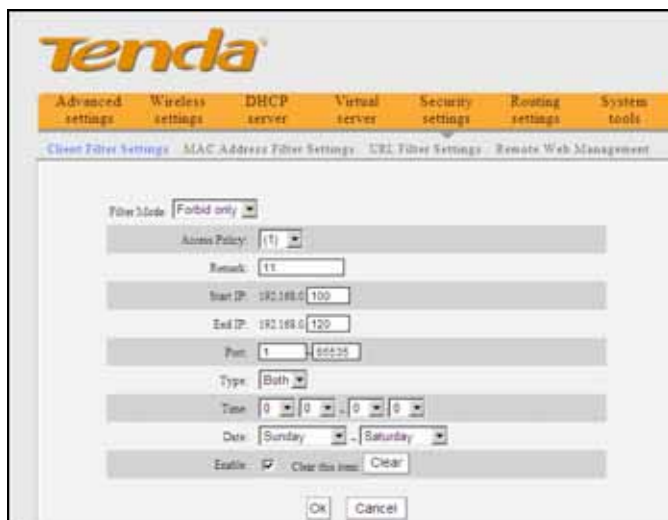 Tenda
Advanced settings Wireless settings DHCP server Virtual server Security settings Routing settings System tools
Client Filter Settings MAC Address Filter Settings URL Filter Settings Remote Web Management
Filter Mode: Forbid only
Access Policy: (1)
Remark: 11
Start IP: 192.168.0.100
End IP: 192.168.0.120
Port: 1 - 65535
Type: Both
Time: 0 0 - 0 0
Date: Sunday - Saturday
Enable: Clear this item: Clear
Ok Cancel